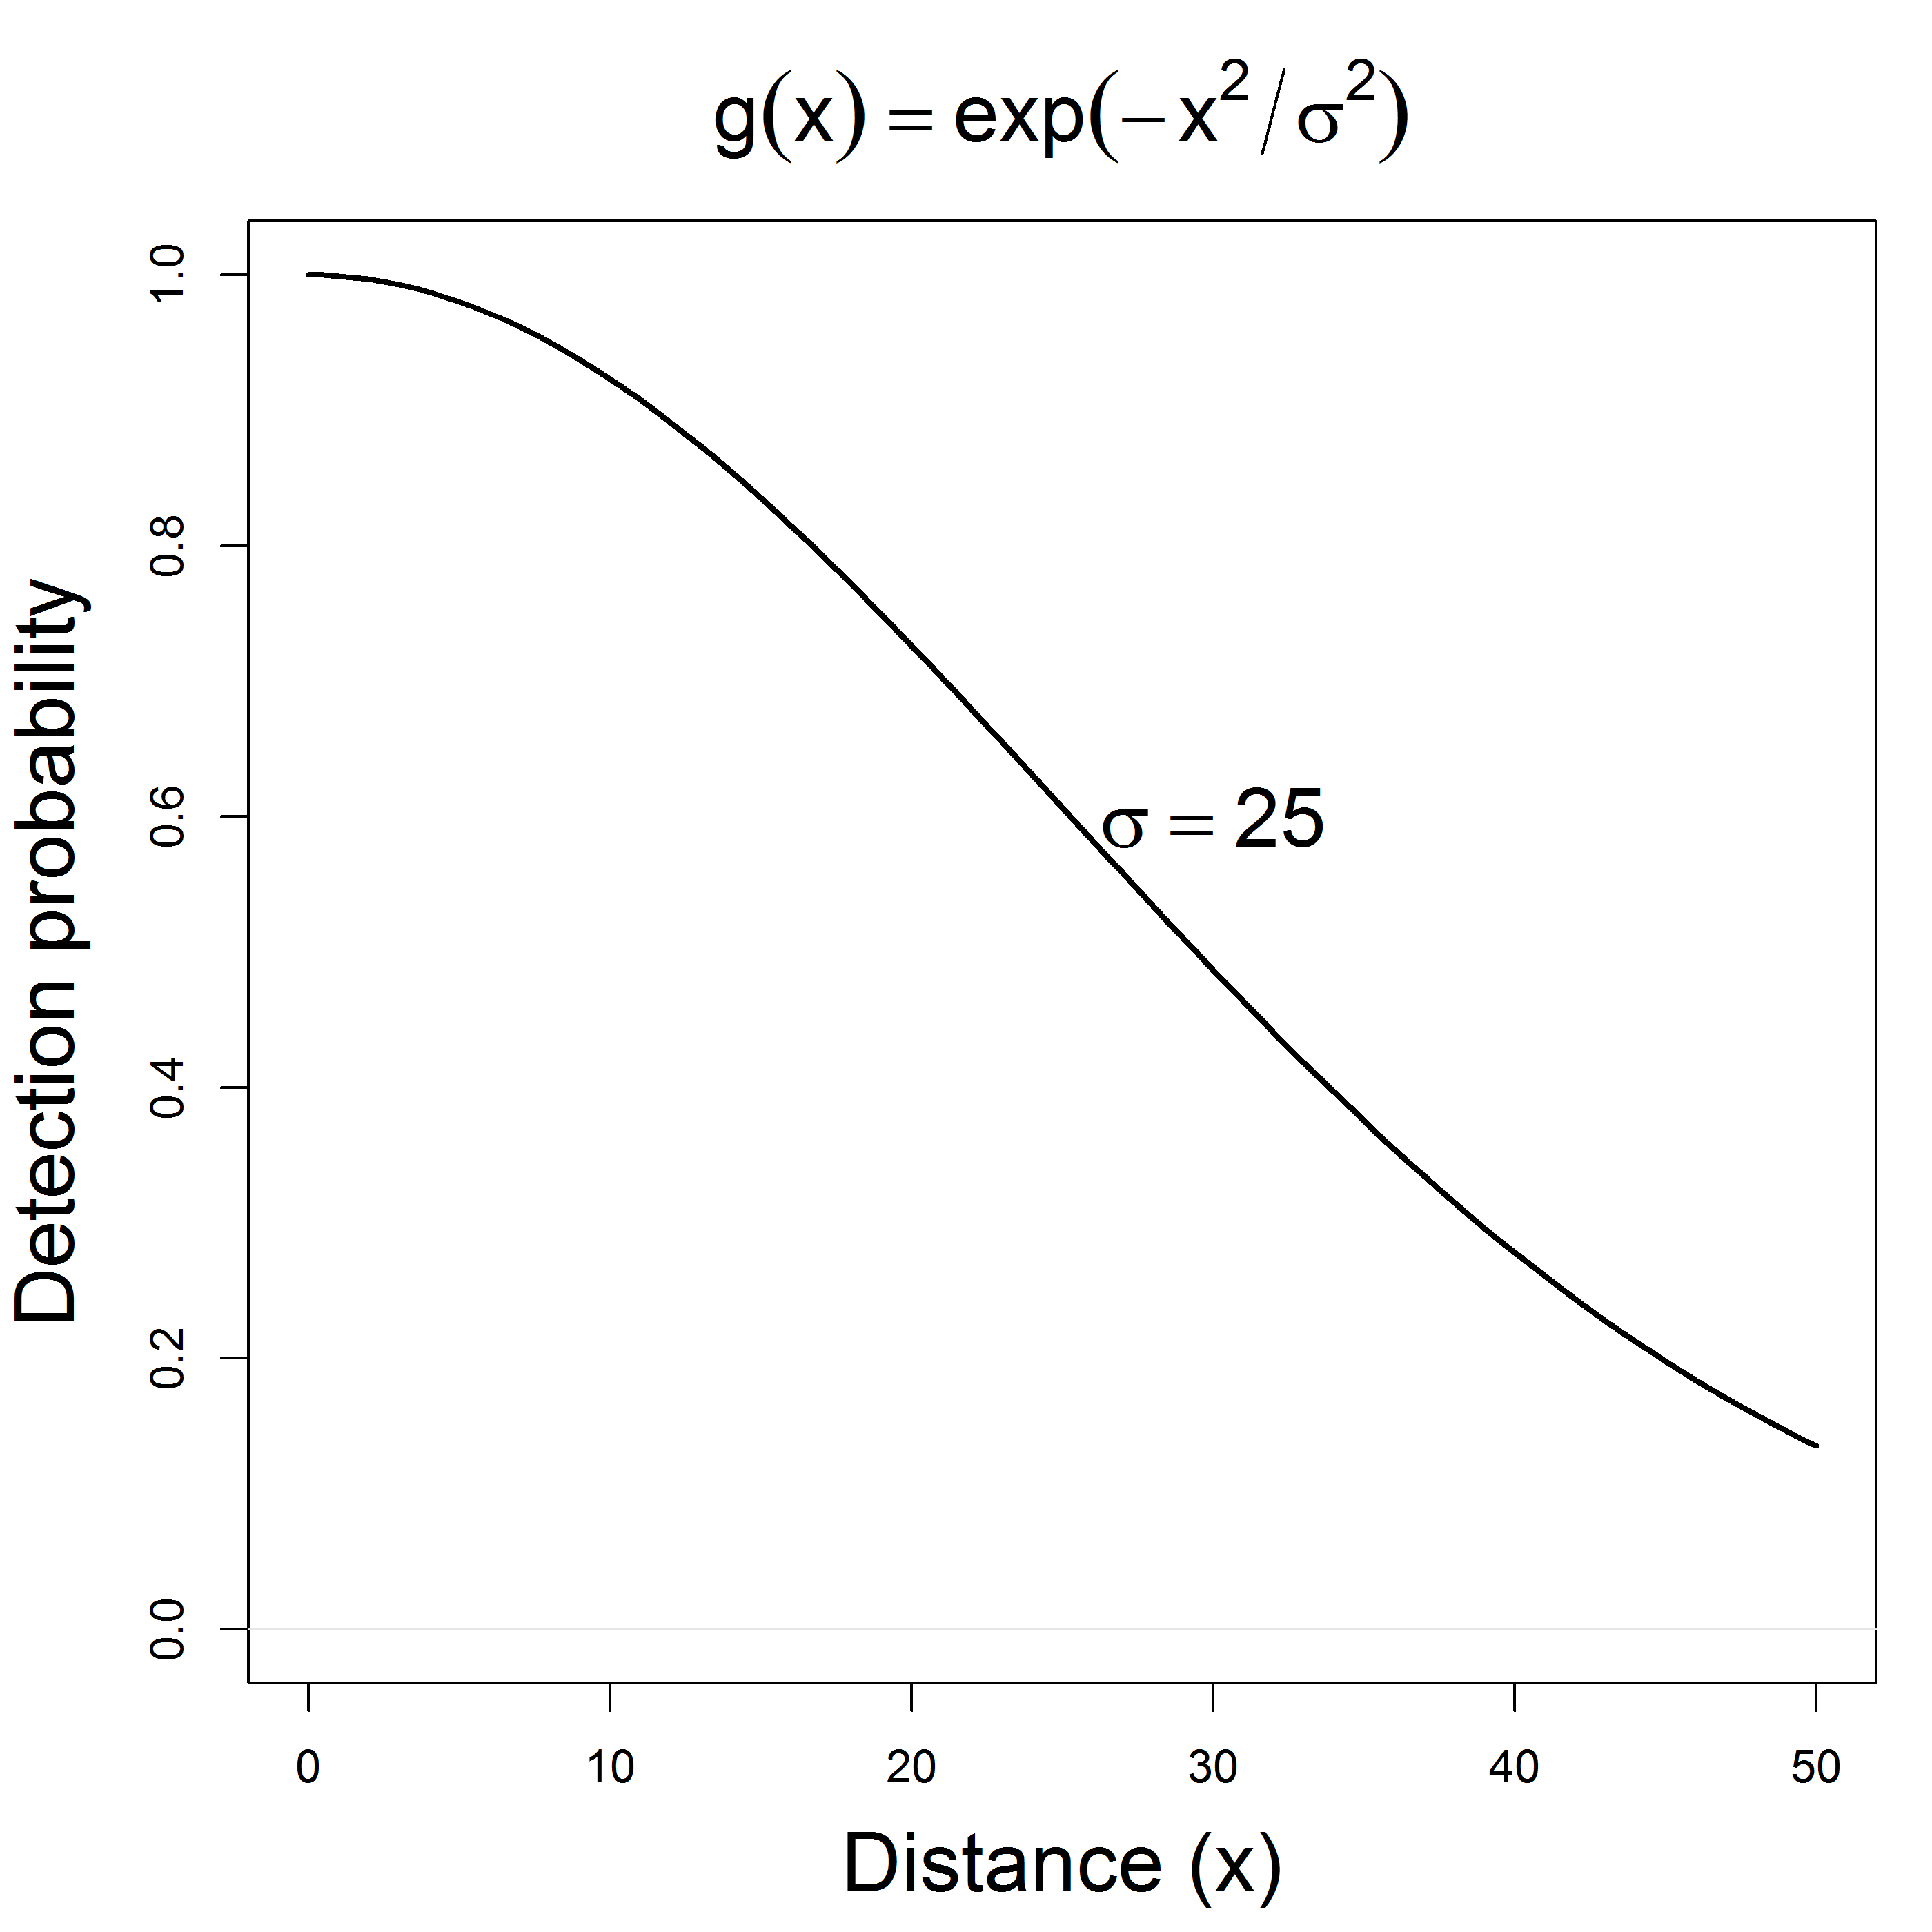 g(x) = exp(−x²/σ²)
Detection probability
1.0
0.8
0.6
0.4
0.2
0.0
σ = 25
0 10 20 30 40 50
Distance (x)